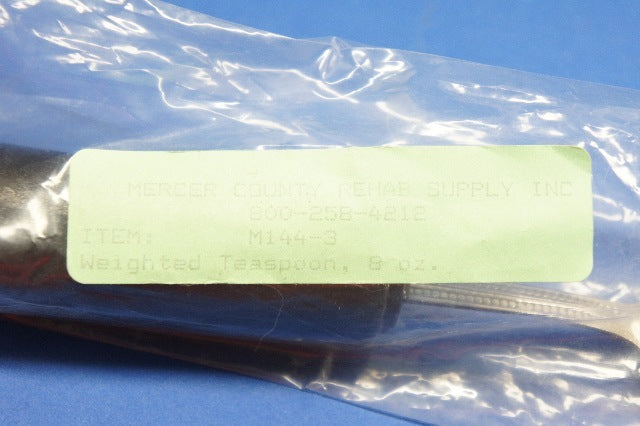 MERCER COUNTY REHAB SUPPLY INC
800-258-4212
ITEM: M144-3
Weighted Teaspoon, 8 oz.